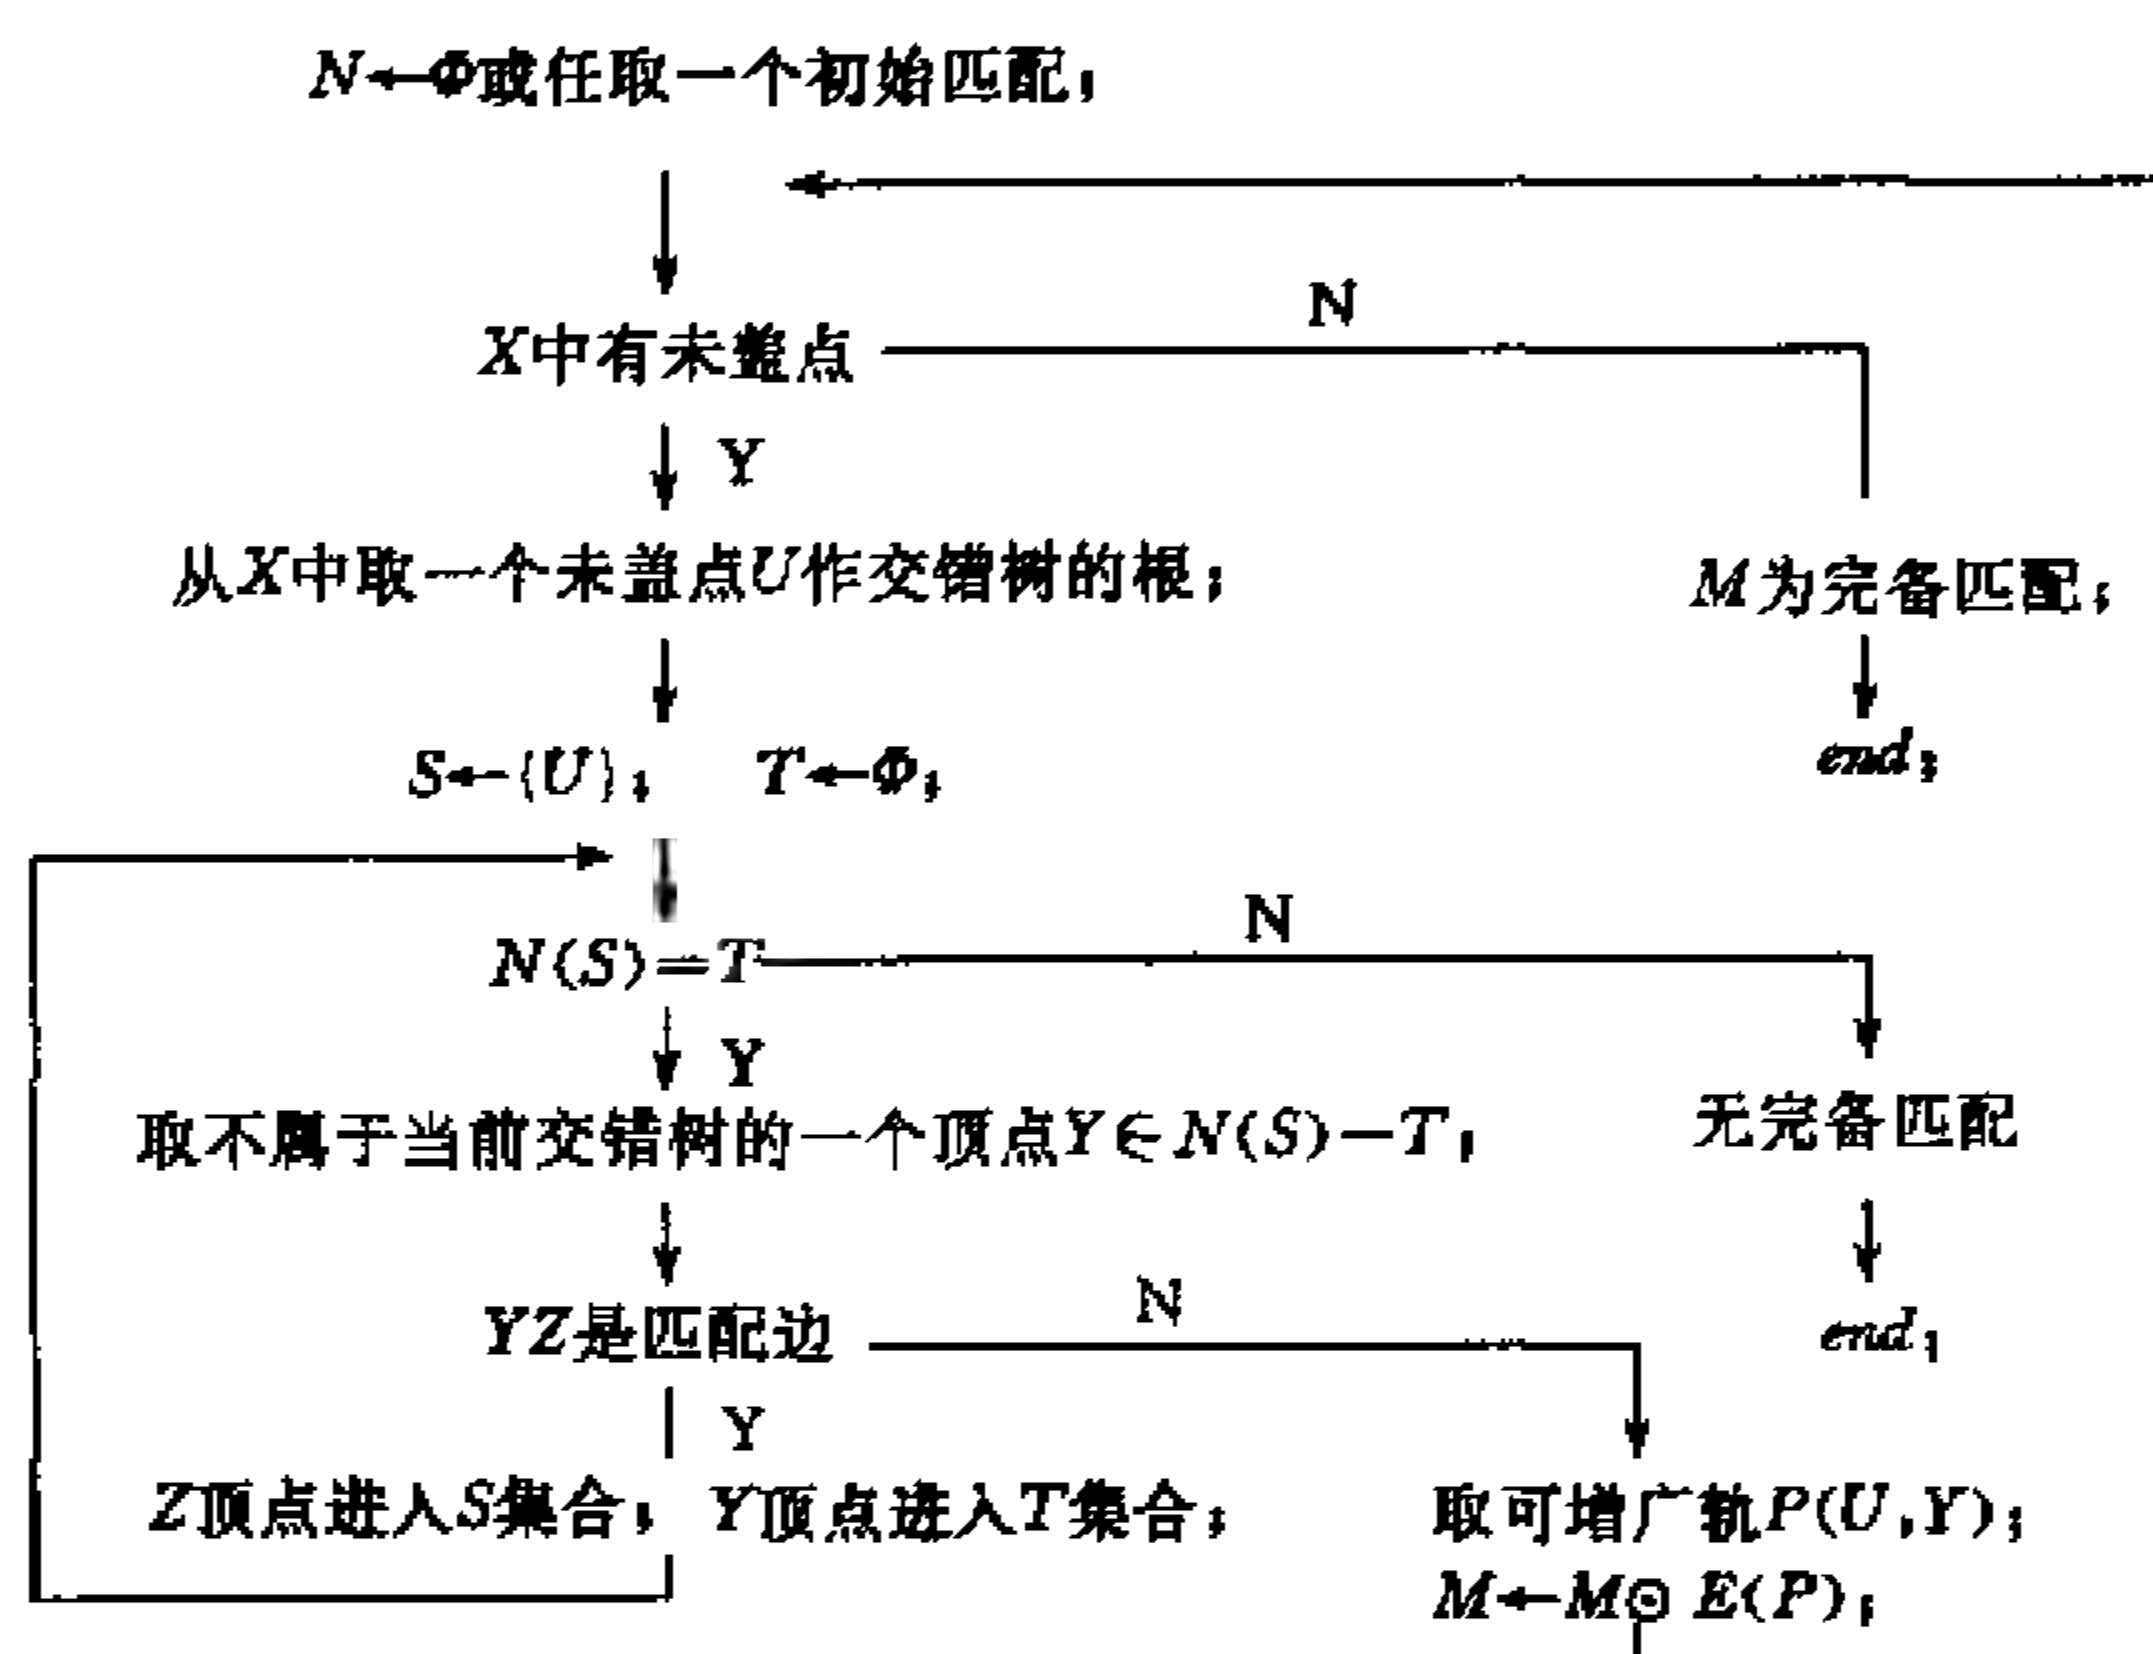 N←Φ或任取一个初始匹配;
N
X中有未盖点
Y
从X中取一个未盖点U作交错树的根;
M为完备匹配;
S←{U}; T←Φ;
end;
N
N(S)=T
Y
取不属于当前交错树的一个顶点Y∈N(S)-T;
无完备匹配
N
YZ是匹配边
end;
Y
Z顶点进入S集合; Y顶点进入T集合;
取可增广轨P(U,Y);
M←M⊙E(P);